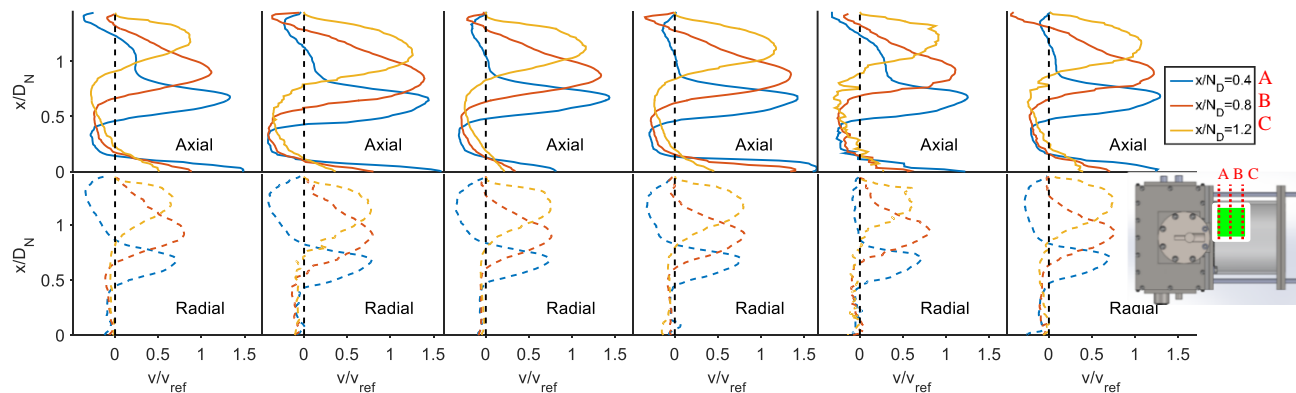 x/D_N
1
0.5
0
Axial
Axial
Axial
Axial
Axial
Axial
x/N_D=0.4 A
x/N_D=0.8 B
x/N_D=1.2 C
A B C
x/D_N
1
0.5
0
Radial
Radial
Radial
Radial
Radial
Radial
0 0.5 1 1.5 0 0.5 1 1.5 0 0.5 1 1.5 0 0.5 1 1.5 0 0.5 1 1.5 0 0.5 1 1.5
v/v_ref v/v_ref v/v_ref v/v_ref v/v_ref v/v_ref